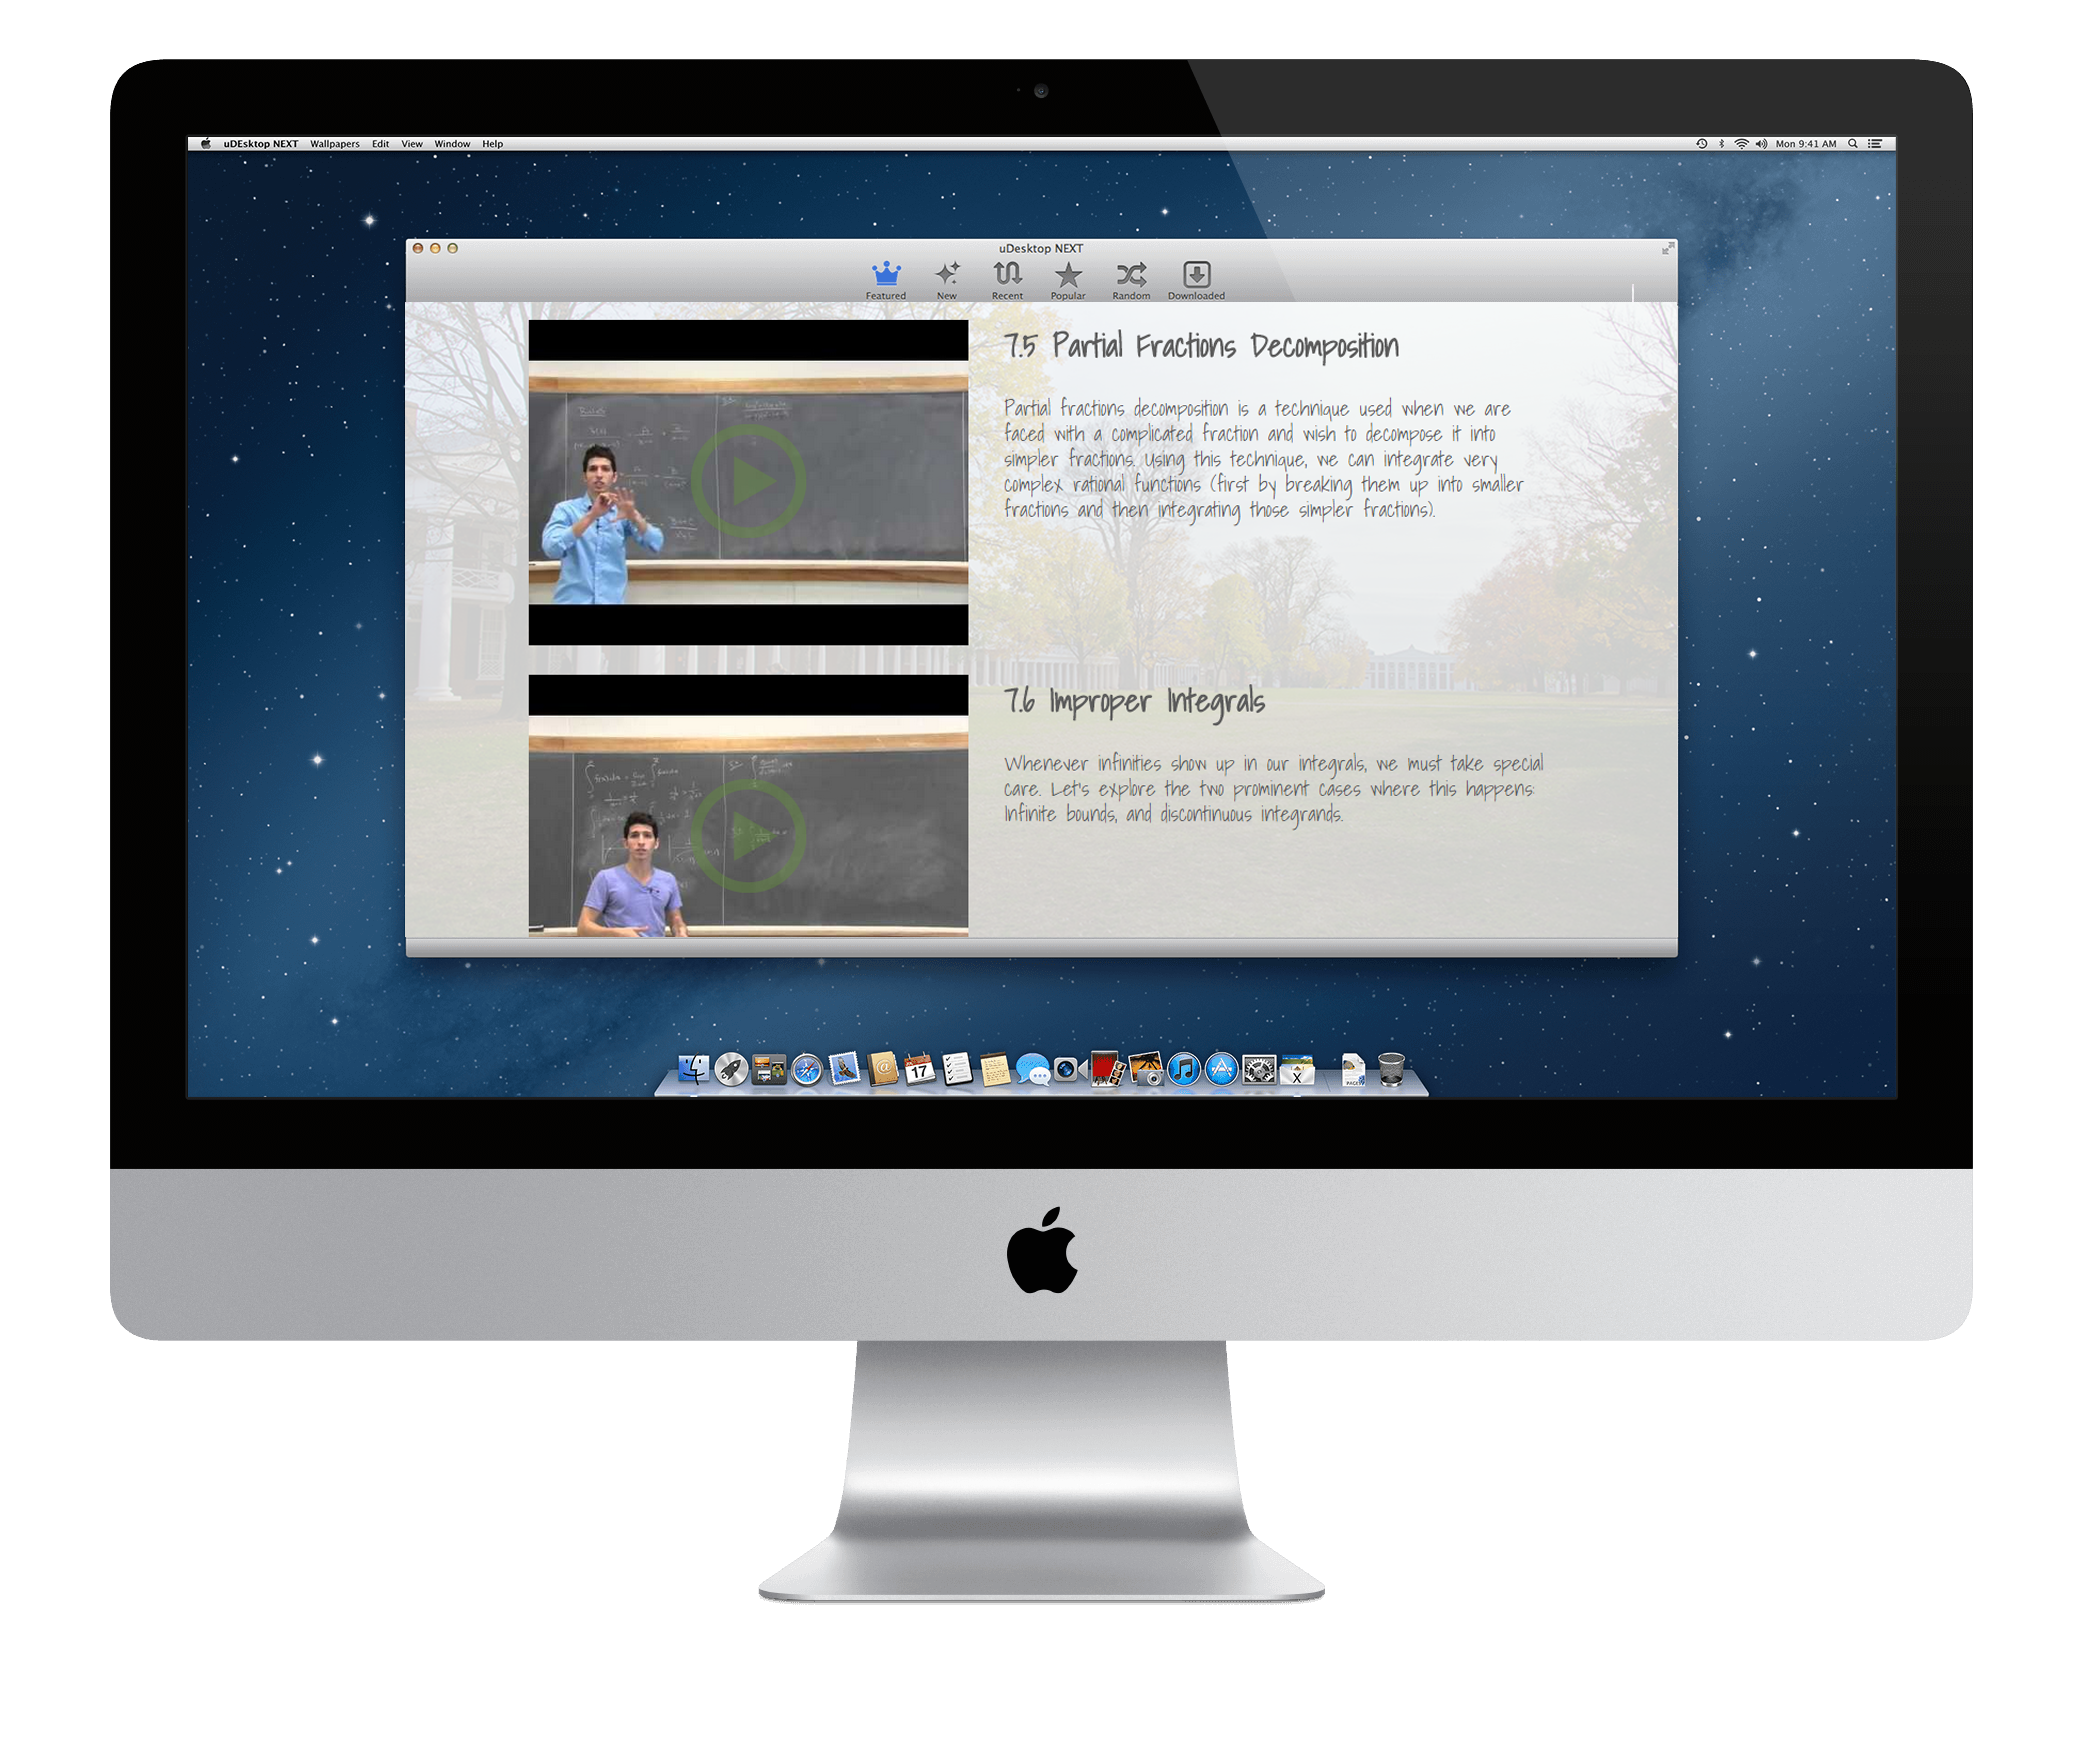 uDEsktop NEXT Wallpapers Edit View Window Help
Mon 9:41 AM
uDesktop NEXT
Featured New Recent Popular Random Downloaded
7.5 Partial Fractions Decomposition
Partial fractions decomposition is a technique used when we are
faced with a complicated fraction and wish to decompose it into
simpler fractions. Using this technique, we can integrate very
complex rational functions (first by breaking them up into smaller
fractions and then integrating those simpler fractions).
7.6 Improper Integrals
Whenever infinities show up in our integrals, we must take special
care. Let's explore the two prominent cases where this happens:
Infinite bounds, and discontinuous integrands.
17
PAGES